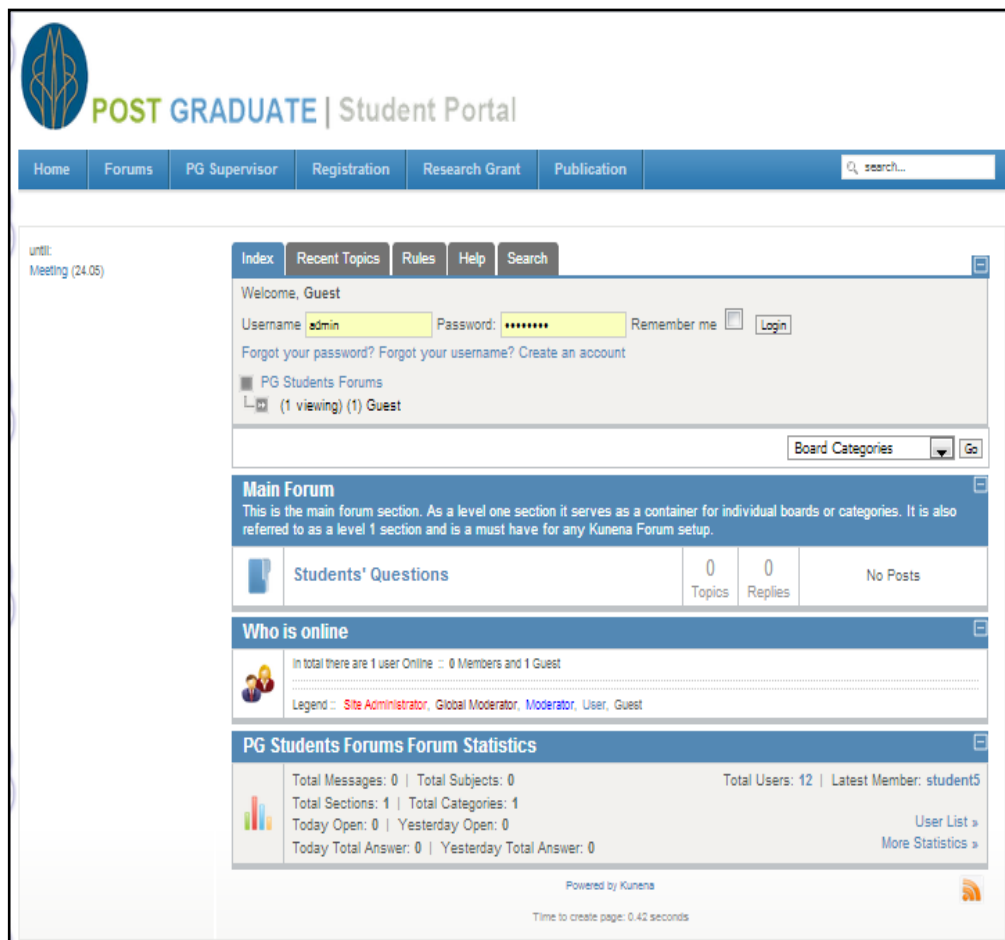 POST GRADUATE | Student Portal
Home Forums PG Supervisor Registration Research Grant Publication search...
until:
Meeting (24.05)
Index Recent Topics Rules Help Search
Welcome, Guest
Username admin Password: •••••••• Remember me Login
Forgot your password? Forgot your username? Create an account
PG Students Forums
(1 viewing) (1) Guest
Board Categories Go
Main Forum
This is the main forum section. As a level one section it serves as a container for individual boards or categories. It is also
referred to as a level 1 section and is a must have for any Kunena Forum setup.
Students' Questions
0 Topics
0 Replies
No Posts
Who is online
In total there are 1 user Online :: 0 Members and 1 Guest
Legend :: Site Administrator, Global Moderator, Moderator, User, Guest
PG Students Forums Forum Statistics
Total Messages: 0 | Total Subjects: 0
Total Sections: 1 | Total Categories: 1
Today Open: 0 | Yesterday Open: 0
Today Total Answer: 0 | Yesterday Total Answer: 0
Total Users: 12 | Latest Member: student5
User List »
More Statistics »
Powered by Kunena
Time to create page: 0.42 seconds